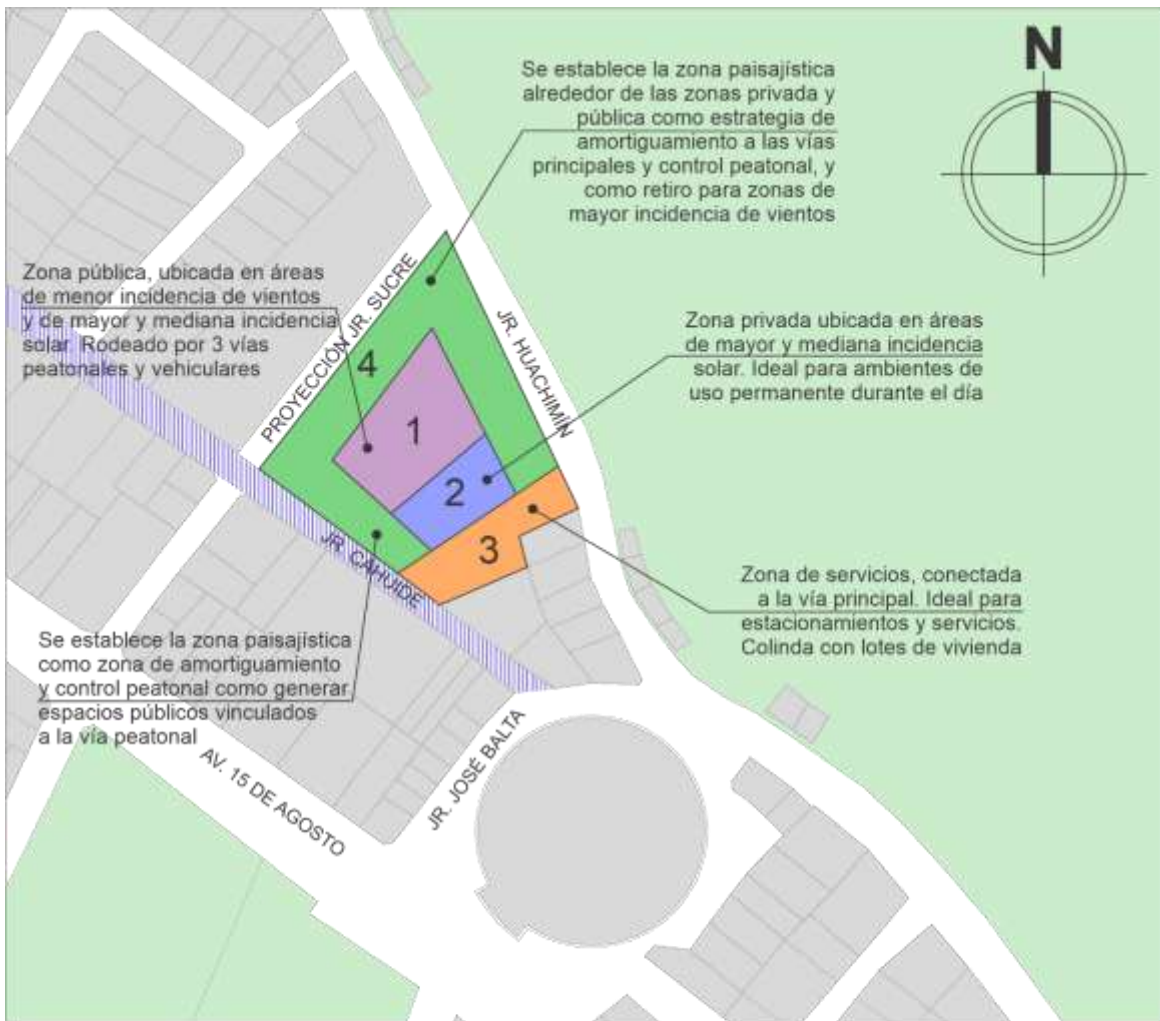 N
Se establece la zona paisajística
alrededor de las zonas privada y
pública como estrategia de
amortiguamiento a las vías
principales y control peatonal, y
como retiro para zonas de
mayor incidencia de vientos
Zona pública, ubicada en áreas
de menor incidencia de vientos
y de mayor y mediana incidencia
solar. Rodeado por 3 vías
peatonales y vehiculares
PROYECCIÓN JR. SUCRE
JR. HUACHIMÍN
Zona privada ubicada en áreas
de mayor y mediana incidencia
solar. Ideal para ambientes de
uso permanente durante el día
4
1
2
3
JR. CAHUIDE
Zona de servicios, conectada
a la vía principal. Ideal para
estacionamientos y servicios.
Colinda con lotes de vivienda
Se establece la zona paisajística
como zona de amortiguamiento
y control peatonal como generar
espacios públicos vinculados
a la vía peatonal
AV. 15 DE AGOSTO
JR. JOSÉ BALTA